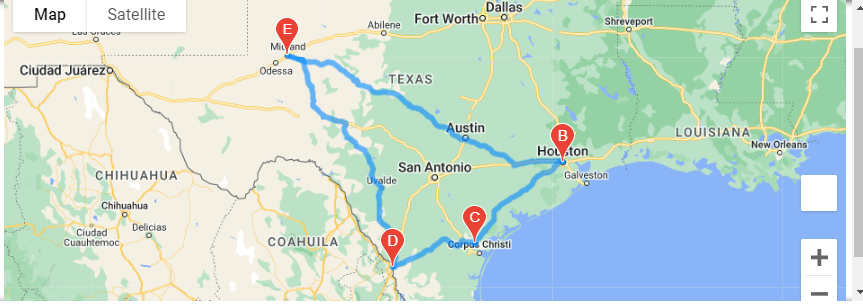 Map
Satellite
Las Cruces
Ciudad Juárez
E
Midland
Odessa
Abilene
Fort Worth
Dallas
Shreveport
TEXAS
Austin
B
Houston
LOUISIANA
New Orleans
San Antonio
Galveston
CHIHUAHUA
Chihuahua
Uvalde
Ciudad
Cuauhtemoc
Delicias
COAHUILA
D
C
Corpus Christi
+
−